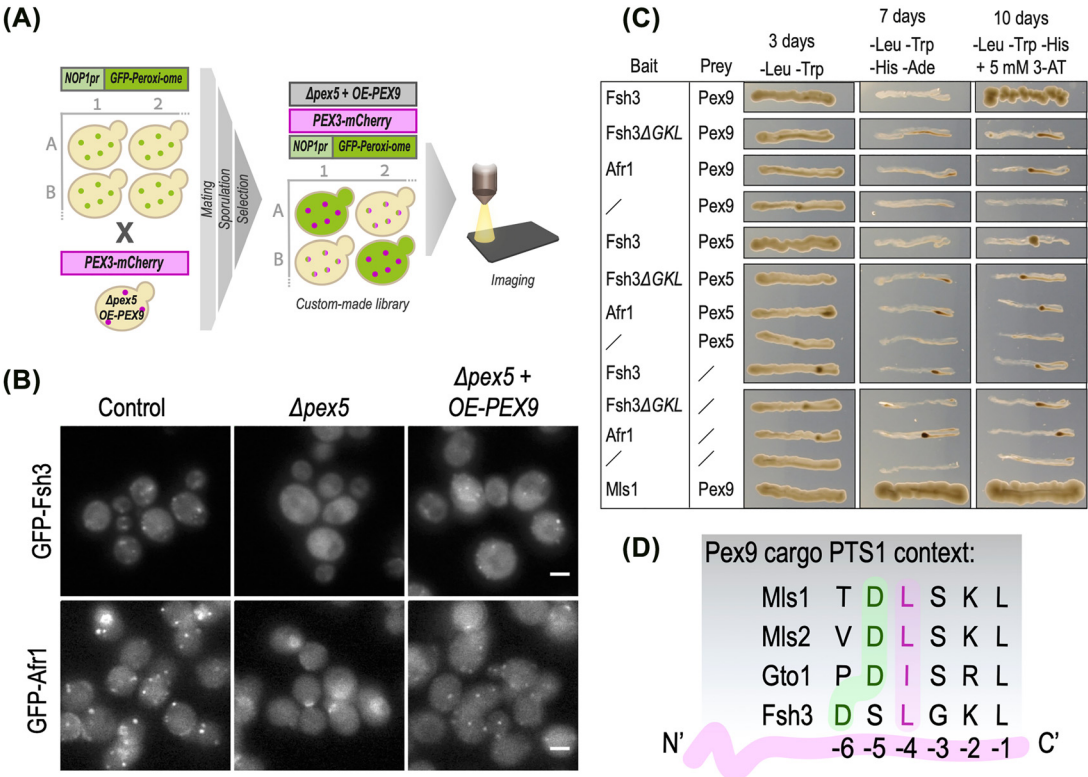 (A)
NOP1pr GFP-Peroxi-ome
1 2
A
B
X
PEX3-mCherry
Δpex5
OE-PEX9
Mating
Sporulation
Selection
Δpex5 + OE-PEX9
PEX3-mCherry
NOP1pr GFP-Peroxi-ome
1 2
A
B
Custom-made library
Imaging
(B)
Control
Δpex5
Δpex5 +
OE-PEX9
GFP-Fsh3
GFP-Afr1
(C)
3 days 7 days 10 days
-Leu -Trp -Leu -Trp -Leu -Trp -His
-His -Ade + 5 mM 3-AT
Bait Prey
Fsh3 Pex9
Fsh3ΔGKL Pex9
Afr1 Pex9
/ Pex9
Fsh3 Pex5
Fsh3ΔGKL Pex5
Afr1 Pex5
/ Pex5
Fsh3 /
Fsh3ΔGKL /
Afr1 /
/ /
Mls1 Pex9
(D)
Pex9 cargo PTS1 context:
Mls1 T D L S K L
Mls2 V D L S K L
Gto1 P D I S R L
Fsh3 D S L G K L
N' -6 -5 -4 -3 -2 -1 C'